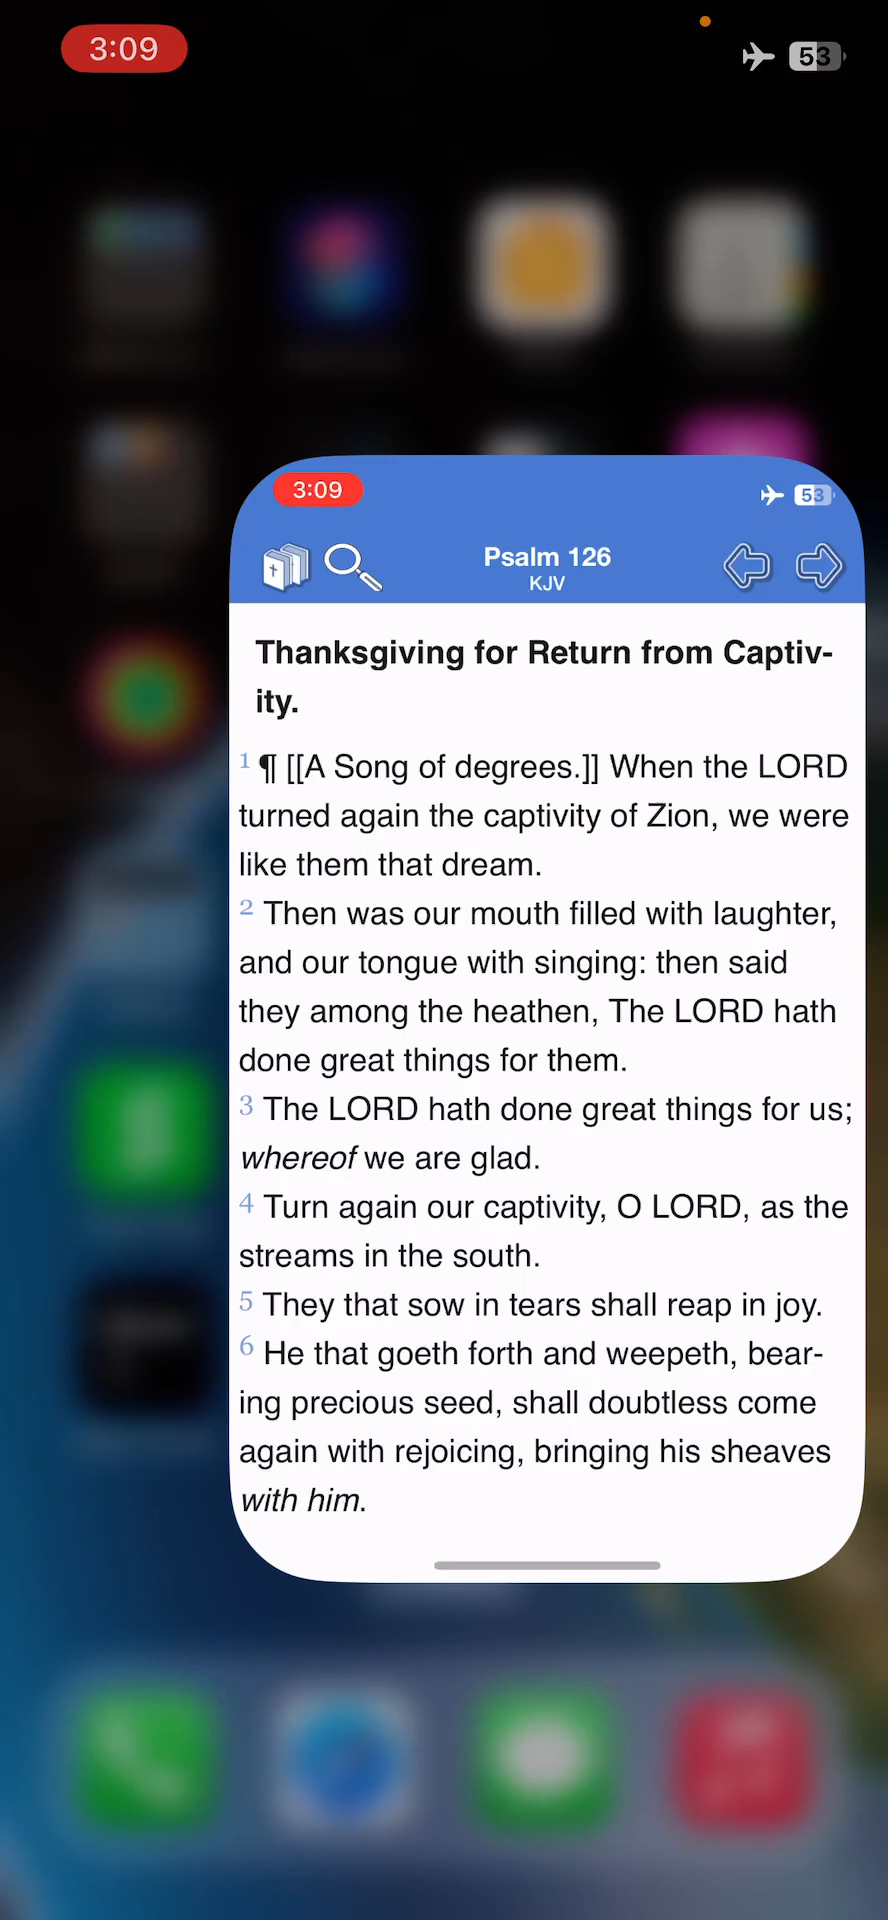 3:09
53
3:09
53
Psalm 126
KJV
Thanksgiving for Return from Captiv-
ity.
1 ¶ [[A Song of degrees.]] When the LORD
turned again the captivity of Zion, we were
like them that dream.
2 Then was our mouth filled with laughter,
and our tongue with singing: then said
they among the heathen, The LORD hath
done great things for them.
3 The LORD hath done great things for us;
whereof we are glad.
4 Turn again our captivity, O LORD, as the
streams in the south.
5 They that sow in tears shall reap in joy.
6 He that goeth forth and weepeth, bear-
ing precious seed, shall doubtless come
again with rejoicing, bringing his sheaves
with him.